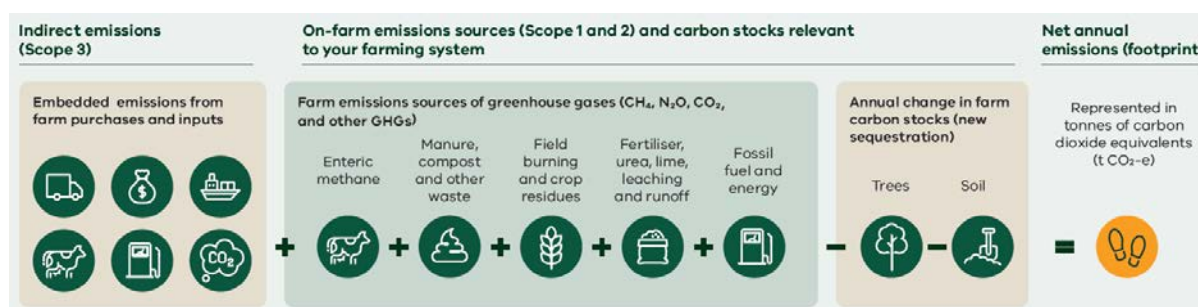 Indirect emissions
(Scope 3)
On-farm emissions sources (Scope 1 and 2) and carbon stocks relevant
to your farming system
Net annual
emissions (footprint
Embedded emissions from
farm purchases and inputs
Farm emissions sources of greenhouse gases (CH₄, N₂O, CO₂,
and other GHGs)
Enteric
methane
Manure,
compost
and other
waste
Field
burning
and crop
residues
Fertiliser,
urea, lime,
leaching
and runoff
Fossil
fuel and
energy
Annual change in farm
carbon stocks (new
sequestration)
Trees
Soil
Represented in
tonnes of carbon
dioxide equivalents
(t CO₂-e)
$
CO₂
+ + + + + − − =